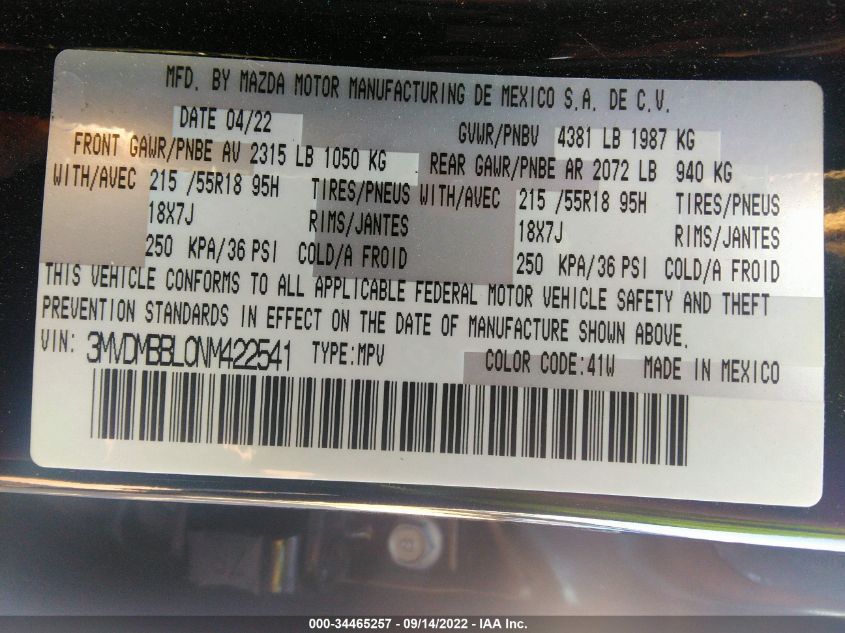 MFD. BY MAZDA MOTOR MANUFACTURING DE MEXICO S.A. DE C.V.
DATE 04/22 GVWR/PNBV 4381 LB 1987 KG
FRONT GAWR/PNBE AV 2315 LB 1050 KG REAR GAWR/PNBE AR 2072 LB 940 KG
WITH/AVEC 215 /55R18 95H TIRES/PNEUS WITH/AVEC 215 /55R18 95H TIRES/PNEUS
18X7J RIMS/JANTES 18X7J RIMS/JANTES
250 KPA/36 PSI COLD/A FROID 250 KPA/36 PSI COLD/A FROID
THIS VEHICLE CONFORMS TO ALL APPLICABLE FEDERAL MOTOR VEHICLE SAFETY AND THEFT
PREVENTION STANDARDS IN EFFECT ON THE DATE OF MANUFACTURE SHOWN ABOVE.
VIN: 3MVDMBBL0NM422541 TYPE:MPV COLOR CODE:41W MADE IN MEXICO
000-34465257 - 09/14/2022 - IAA Inc.